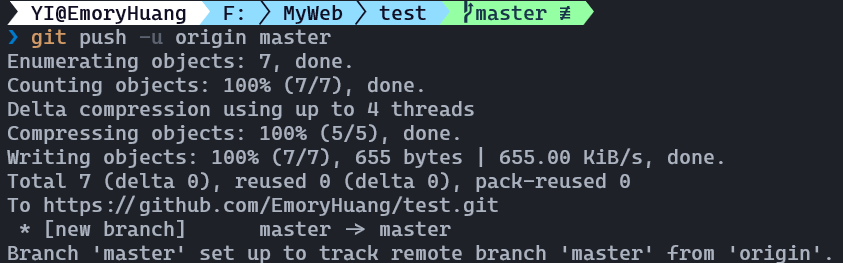 YI@EmoryHuang F: MyWeb test master ≢
❯ git push -u origin master
Enumerating objects: 7, done.
Counting objects: 100% (7/7), done.
Delta compression using up to 4 threads
Compressing objects: 100% (5/5), done.
Writing objects: 100% (7/7), 655 bytes | 655.00 KiB/s, done.
Total 7 (delta 0), reused 0 (delta 0), pack-reused 0
To https://github.com/EmoryHuang/test.git
 * [new branch]      master -> master
Branch 'master' set up to track remote branch 'master' from 'origin'.